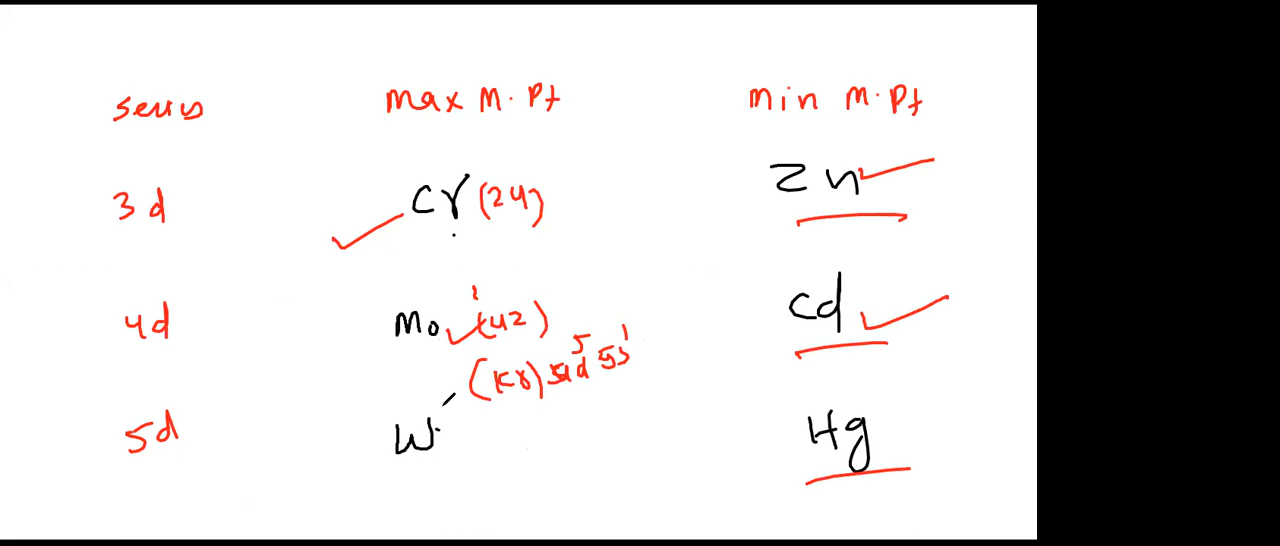 series max M.Pt min M.Pt
3d Cr (24) Zn
4d Mo (42) Cd
(Kr) 4d⁵ 5s¹
5d W Hg